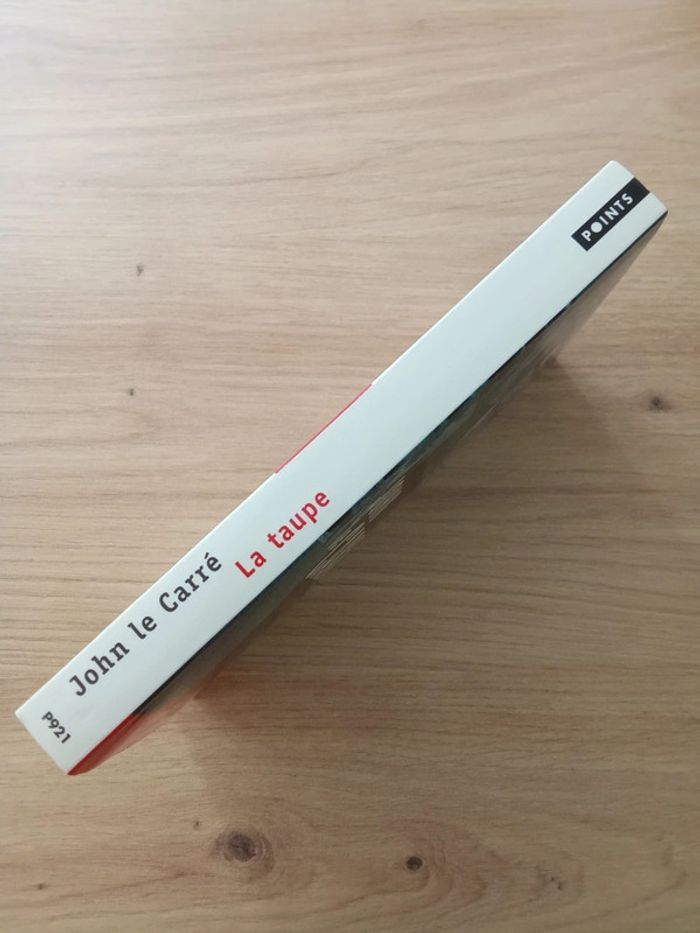 P921
John le Carré
La taupe
POINTS